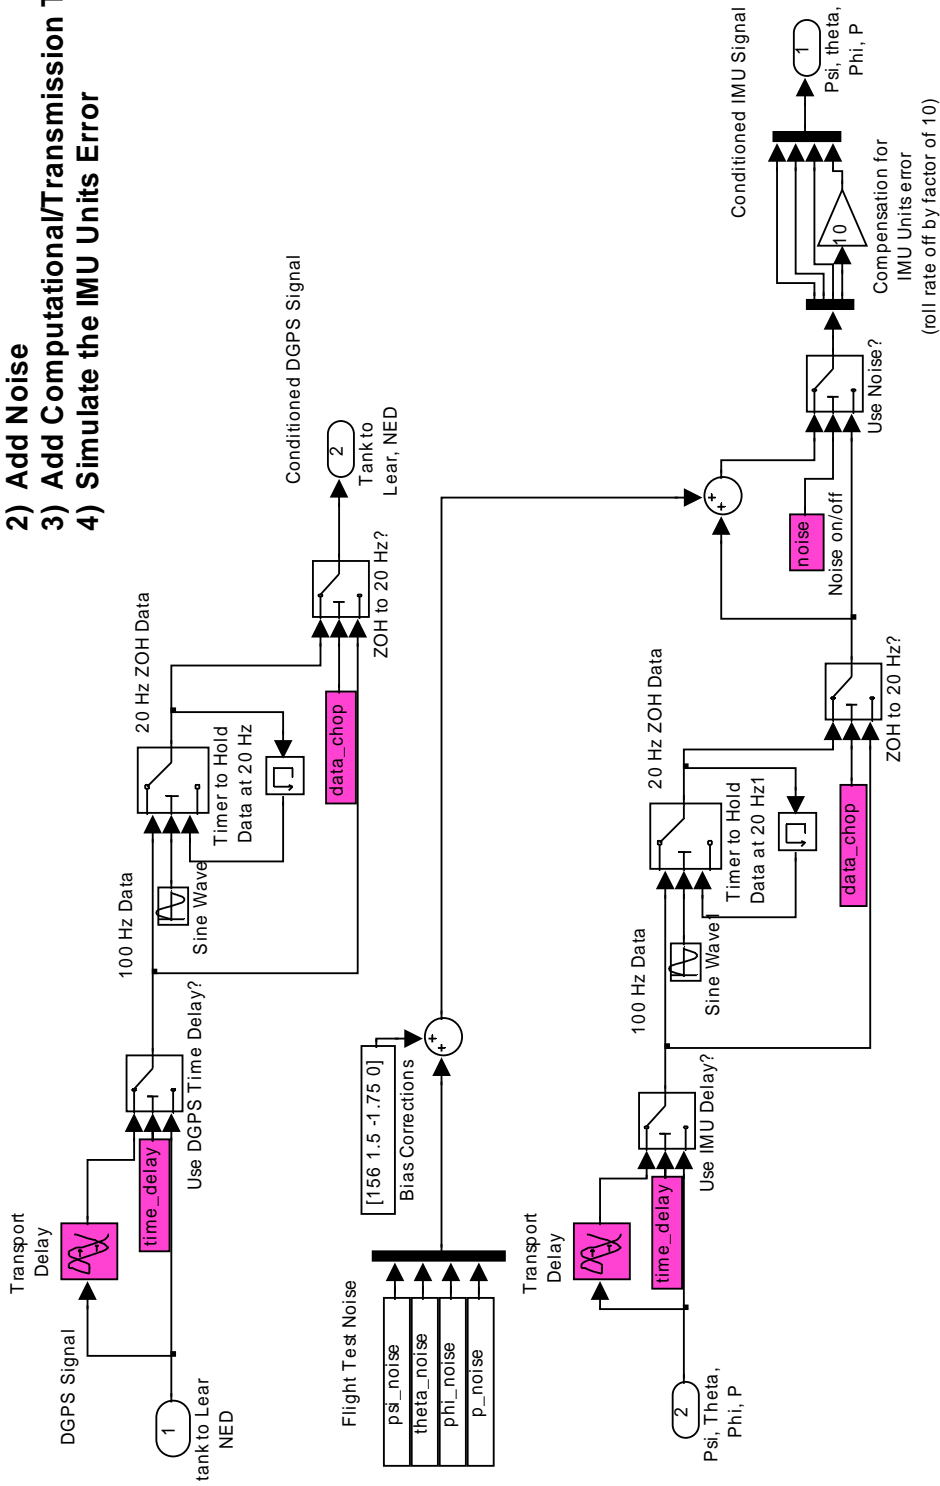 2) Add Noise
3) Add Computational/Transmission T
4) Simulate the IMU Units Error
DGPS Signal
1
tank to Lear
NED
Transport
Delay
time_delay
Use DGPS Time Delay?
100 Hz Data
Sine Wave
20 Hz ZOH Data
Timer to Hold
Data at 20 Hz
data_chop
ZOH to 20 Hz?
Conditioned DGPS Signal
2
Tank to
Lear, NED
Flight Test Noise
psi_noise
theta_noise
phi_noise
p_noise
[156 1.5 -1.75 0]
Bias Corrections
2
Psi, Theta,
Phi, P
Transport
Delay
time_delay
Use IMU Delay?
100 Hz Data
Sine Wave1
20 Hz ZOH Data
Timer to Hold
Data at 20 Hz1
data_chop
ZOH to 20 Hz?
noise
Noise on/off
Use Noise?
10
Compensation for
IMU Units error
(roll rate off by factor of 10)
Conditioned IMU Signal
1
Psi, theta,
Phi, P